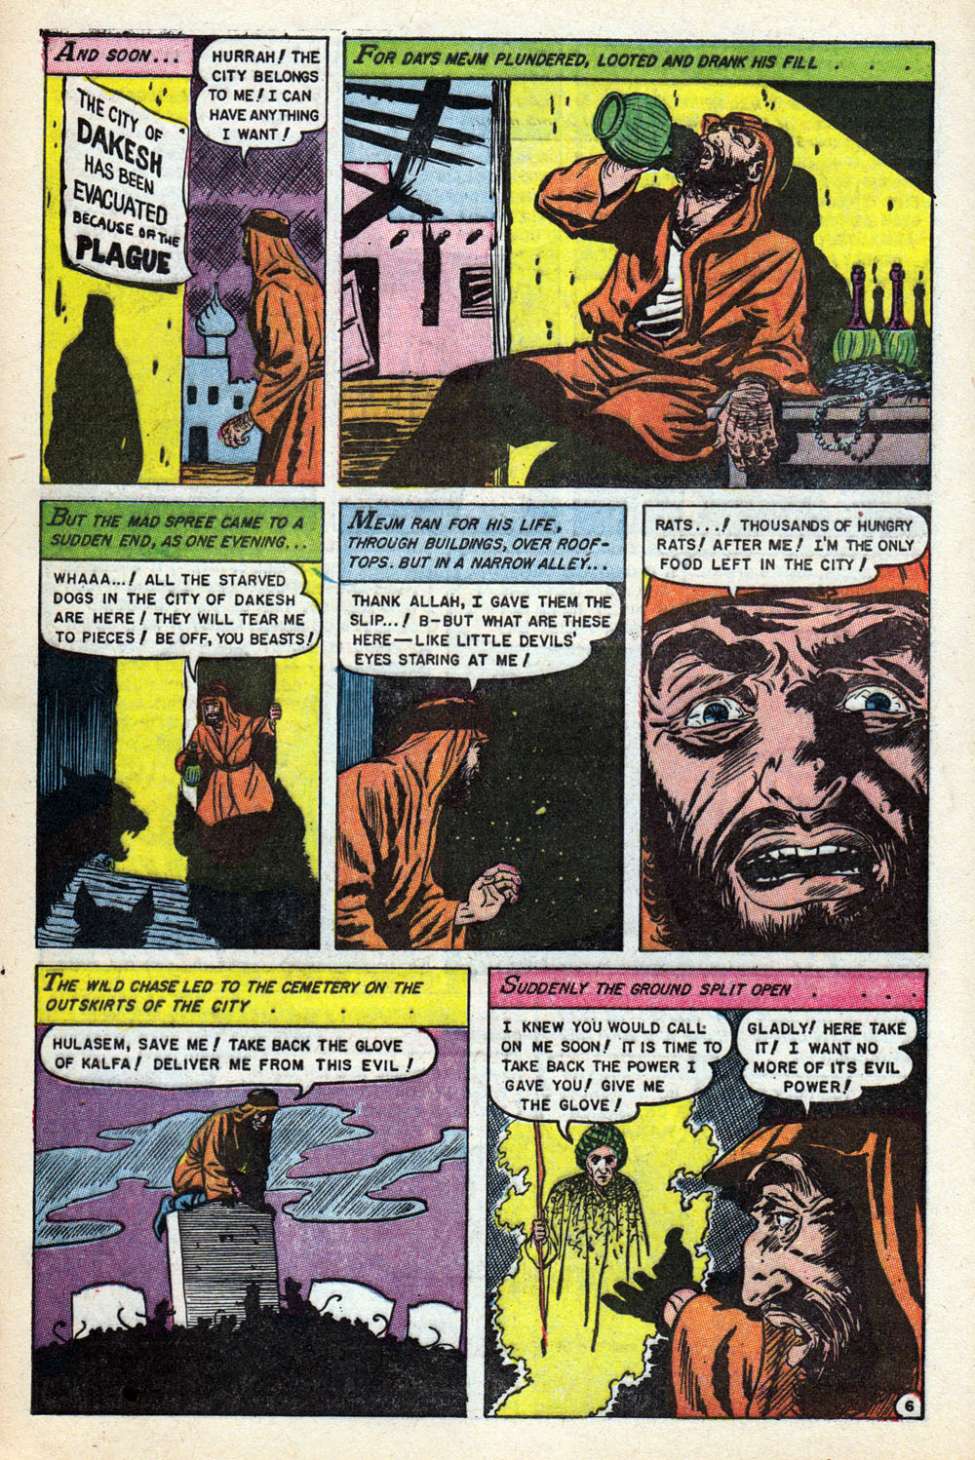 AND SOON...
HURRAH! THE
CITY BELONGS
TO ME! I CAN
HAVE ANYTHING
I WANT!
THE CITY OF
DAKESH
HAS BEEN
EVACUATED
BECAUSE OF THE
PLAGUE
FOR DAYS MEJM PLUNDERED, LOOTED AND DRANK HIS FILL . . .
BUT THE MAD SPREE CAME TO A
SUDDEN END, AS ONE EVENING...
WHAAA...! ALL THE STARVED
DOGS IN THE CITY OF DAKESH
ARE HERE! THEY WILL TEAR ME
TO PIECES! BE OFF, YOU BEASTS!
MEJM RAN FOR HIS LIFE,
THROUGH BUILDINGS, OVER ROOF-
TOPS. BUT IN A NARROW ALLEY...
THANK ALLAH, I GAVE THEM THE
SLIP...! B-BUT WHAT ARE THESE
HERE—LIKE LITTLE DEVILS'
EYES STARING AT ME!
RATS...! THOUSANDS OF HUNGRY
RATS! AFTER ME! I'M THE ONLY
FOOD LEFT IN THE CITY!
THE WILD CHASE LED TO THE CEMETERY ON THE
OUTSKIRTS OF THE CITY . . .
HULASEM, SAVE ME! TAKE BACK THE GLOVE
OF KALFA! DELIVER ME FROM THIS EVIL!
SUDDENLY THE GROUND SPLIT OPEN . . . .
I KNEW YOU WOULD CALL
ON ME SOON! IT IS TIME TO
TAKE BACK THE POWER I
GAVE YOU! GIVE ME
THE GLOVE!
GLADLY! HERE TAKE
IT! I WANT NO
MORE OF ITS EVIL
POWER!
6